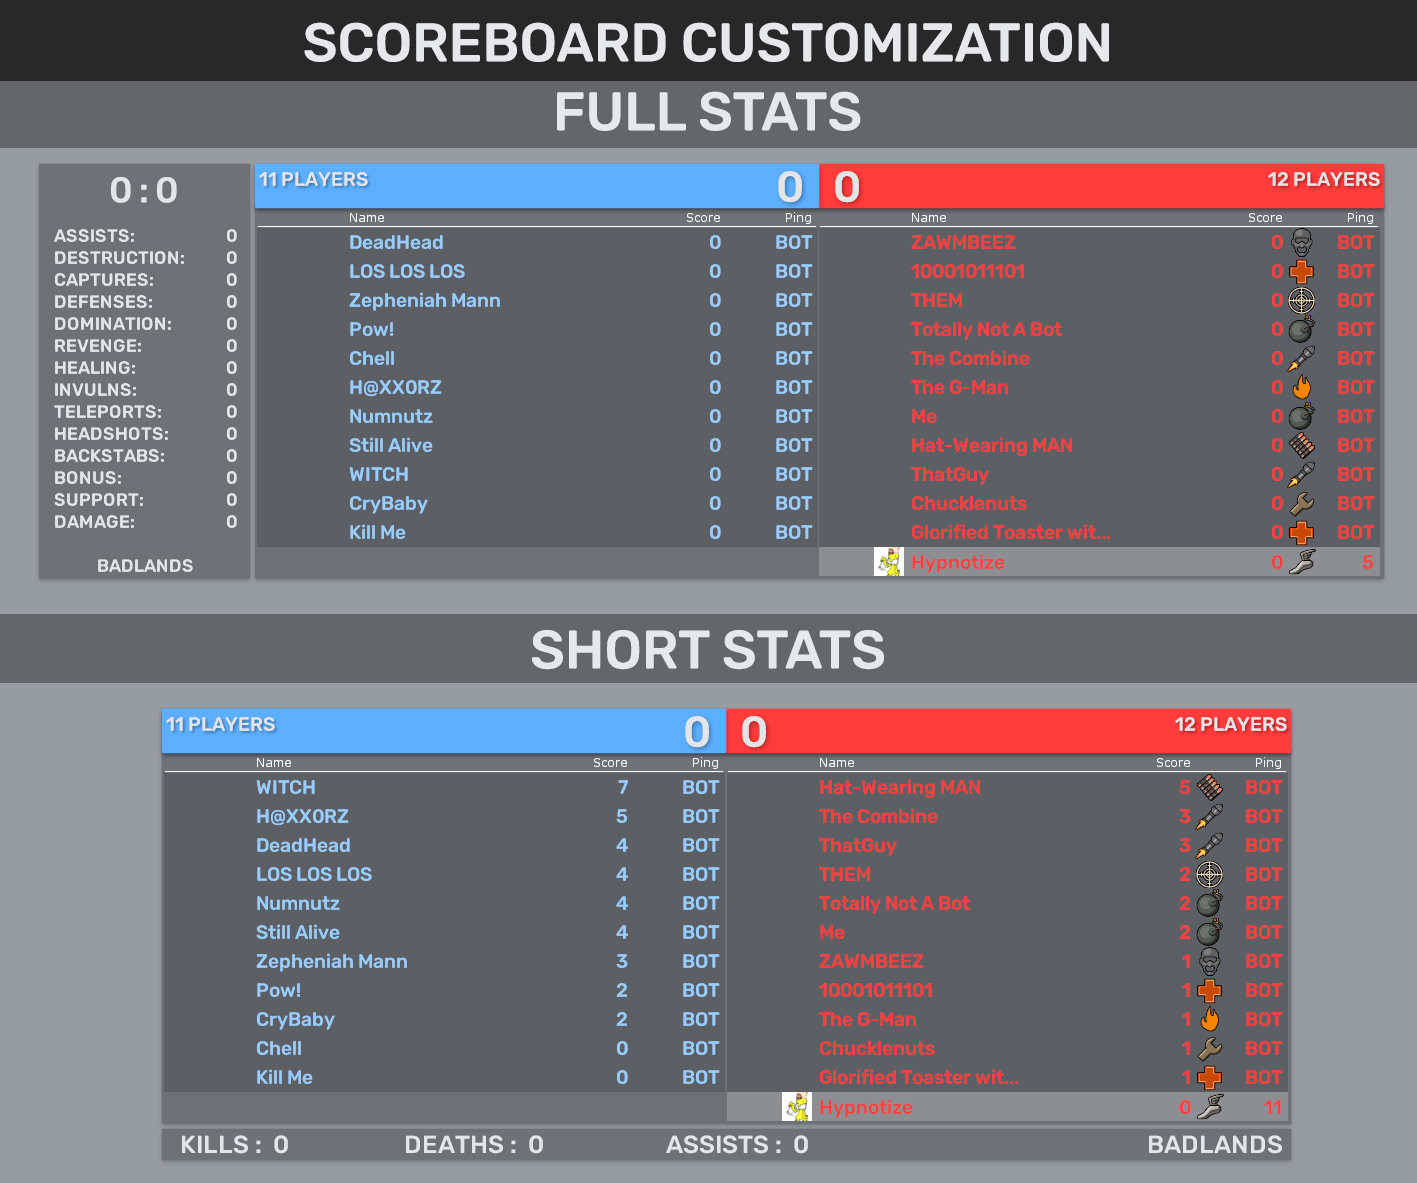 SCOREBOARD CUSTOMIZATION
FULL STATS
0:0
ASSISTS: 0
DESTRUCTION: 0
CAPTURES: 0
DEFENSES: 0
DOMINATION: 0
REVENGE: 0
HEALING: 0
INVULNS: 0
TELEPORTS: 0
HEADSHOTS: 0
BACKSTABS: 0
BONUS: 0
SUPPORT: 0
DAMAGE: 0
BADLANDS
11 PLAYERS 0
Name Score Ping
DeadHead 0 BOT
LOS LOS LOS 0 BOT
Zepheniah Mann 0 BOT
Pow! 0 BOT
Chell 0 BOT
H@XX0RZ 0 BOT
Numnutz 0 BOT
Still Alive 0 BOT
WITCH 0 BOT
CryBaby 0 BOT
Kill Me 0 BOT
0 12 PLAYERS
Name Score Ping
ZAWMBEEZ 0 BOT
10001011101 0 BOT
THEM 0 BOT
Totally Not A Bot 0 BOT
The Combine 0 BOT
The G-Man 0 BOT
Me 0 BOT
Hat-Wearing MAN 0 BOT
ThatGuy 0 BOT
Chucklenuts 0 BOT
Glorified Toaster wit... 0 BOT
Hypnotize 0 5
SHORT STATS
11 PLAYERS 0
Name Score Ping
WITCH 7 BOT
H@XX0RZ 5 BOT
DeadHead 4 BOT
LOS LOS LOS 4 BOT
Numnutz 4 BOT
Still Alive 4 BOT
Zepheniah Mann 3 BOT
Pow! 2 BOT
CryBaby 2 BOT
Chell 0 BOT
Kill Me 0 BOT
0 12 PLAYERS
Name Score Ping
Hat-Wearing MAN 5 BOT
The Combine 3 BOT
ThatGuy 3 BOT
THEM 2 BOT
Totally Not A Bot 2 BOT
Me 2 BOT
ZAWMBEEZ 1 BOT
10001011101 1 BOT
The G-Man 1 BOT
Chucklenuts 1 BOT
Glorified Toaster wit... 1 BOT
Hypnotize 0 11
KILLS : 0 DEATHS : 0 ASSISTS : 0 BADLANDS